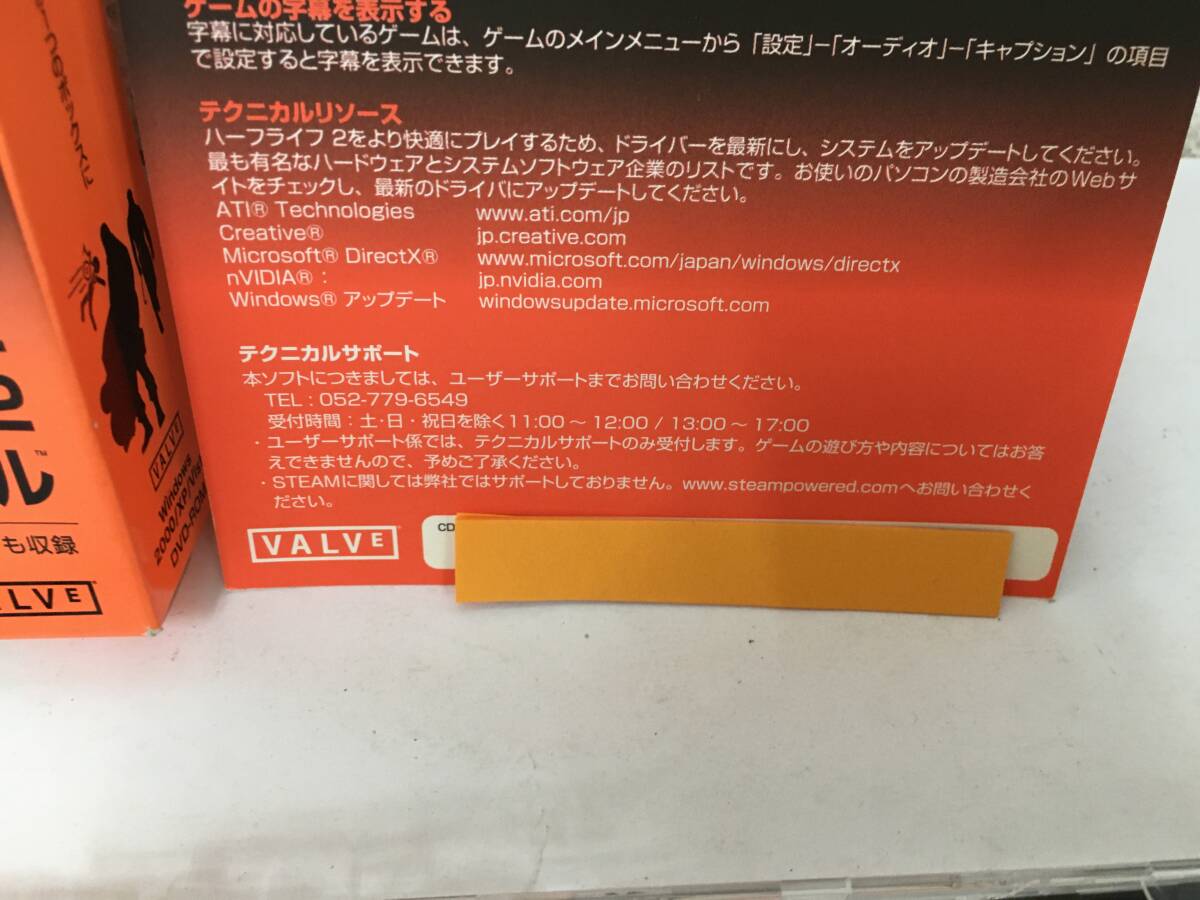 ゲームの字幕を表示する
字幕に対応しているゲームは、ゲームのメインメニューから「設定」−「オーディオ」−「キャプション」の項目
で設定すると字幕を表示できます。
テクニカルリソース
ハーフライフ 2をより快適にプレイするため、ドライバーを最新にし、システムをアップデートしてください。
最も有名なハードウェアとシステムソフトウェア企業のリストです。お使いのパソコンの製造会社のWebサ
イトをチェックし、最新のドライバにアップデートしてください。
ATI® Technologies www.ati.com/jp
Creative® jp.creative.com
Microsoft® DirectX® www.microsoft.com/japan/windows/directx
nVIDIA® : jp.nvidia.com
Windows® アップデート windowsupdate.microsoft.com
テクニカルサポート
本ソフトにつきましては、ユーザーサポートまでお問い合わせください。
TEL : 052-779-6549
受付時間 : 土・日・祝日を除く11:00 〜 12:00 / 13:00 〜 17:00
・ユーザーサポート係では、テクニカルサポートのみ受付します。ゲームの遊び方や内容についてはお答
えできませんので、予めご了承ください。
・STEAMに関しては弊社ではサポートしておりません。www.steampowered.comへお問い合わせく
ださい。
VALVE
CD
ル™
も収録
ALVE
VALVE
Windows
2000/XP/Vis
DVD-ROM